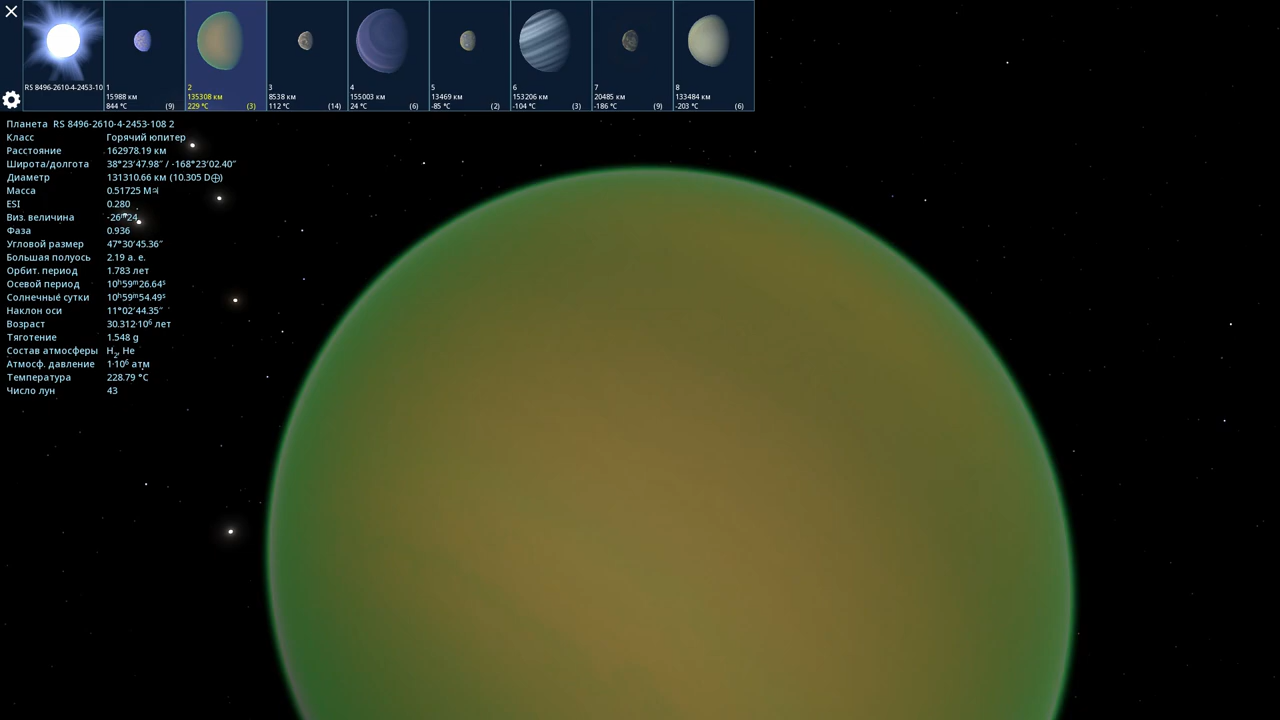 RS 8496-2610-4-2453-10
1
15988 км
844 °C (9)
2
135308 км
229 °C (3)
3
8538 км
112 °C (14)
4
155003 км
24 °C (6)
5
13469 км
-85 °C (2)
6
153206 км
-104 °C (3)
7
20485 км
-186 °C (9)
8
133484 км
-203 °C (6)
Планета RS 8496-2610-4-2453-108 2
Класс Горячий юпитер
Расстояние 162978.19 км
Широта/долгота 38°23′47.98″ / -168°23′02.40″
Диаметр 131310.66 км (10.305 D⊕)
Масса 0.51725 M♃
ESI 0.280
Виз. величина -26ᵐ24
Фаза 0.936
Угловой размер 47°30′45.36″
Большая полуось 2.19 а. е.
Орбит. период 1.783 лет
Осевой период 10ʰ59ᵐ26.64ˢ
Солнечные сутки 10ʰ59ᵐ54.49ˢ
Наклон оси 11°02′44.35″
Возраст 30.312·10⁶ лет
Тяготение 1.548 g
Состав атмосферы H₂, He
Атмосф. давление 1·10⁶ атм
Температура 228.79 °C
Число лун 43